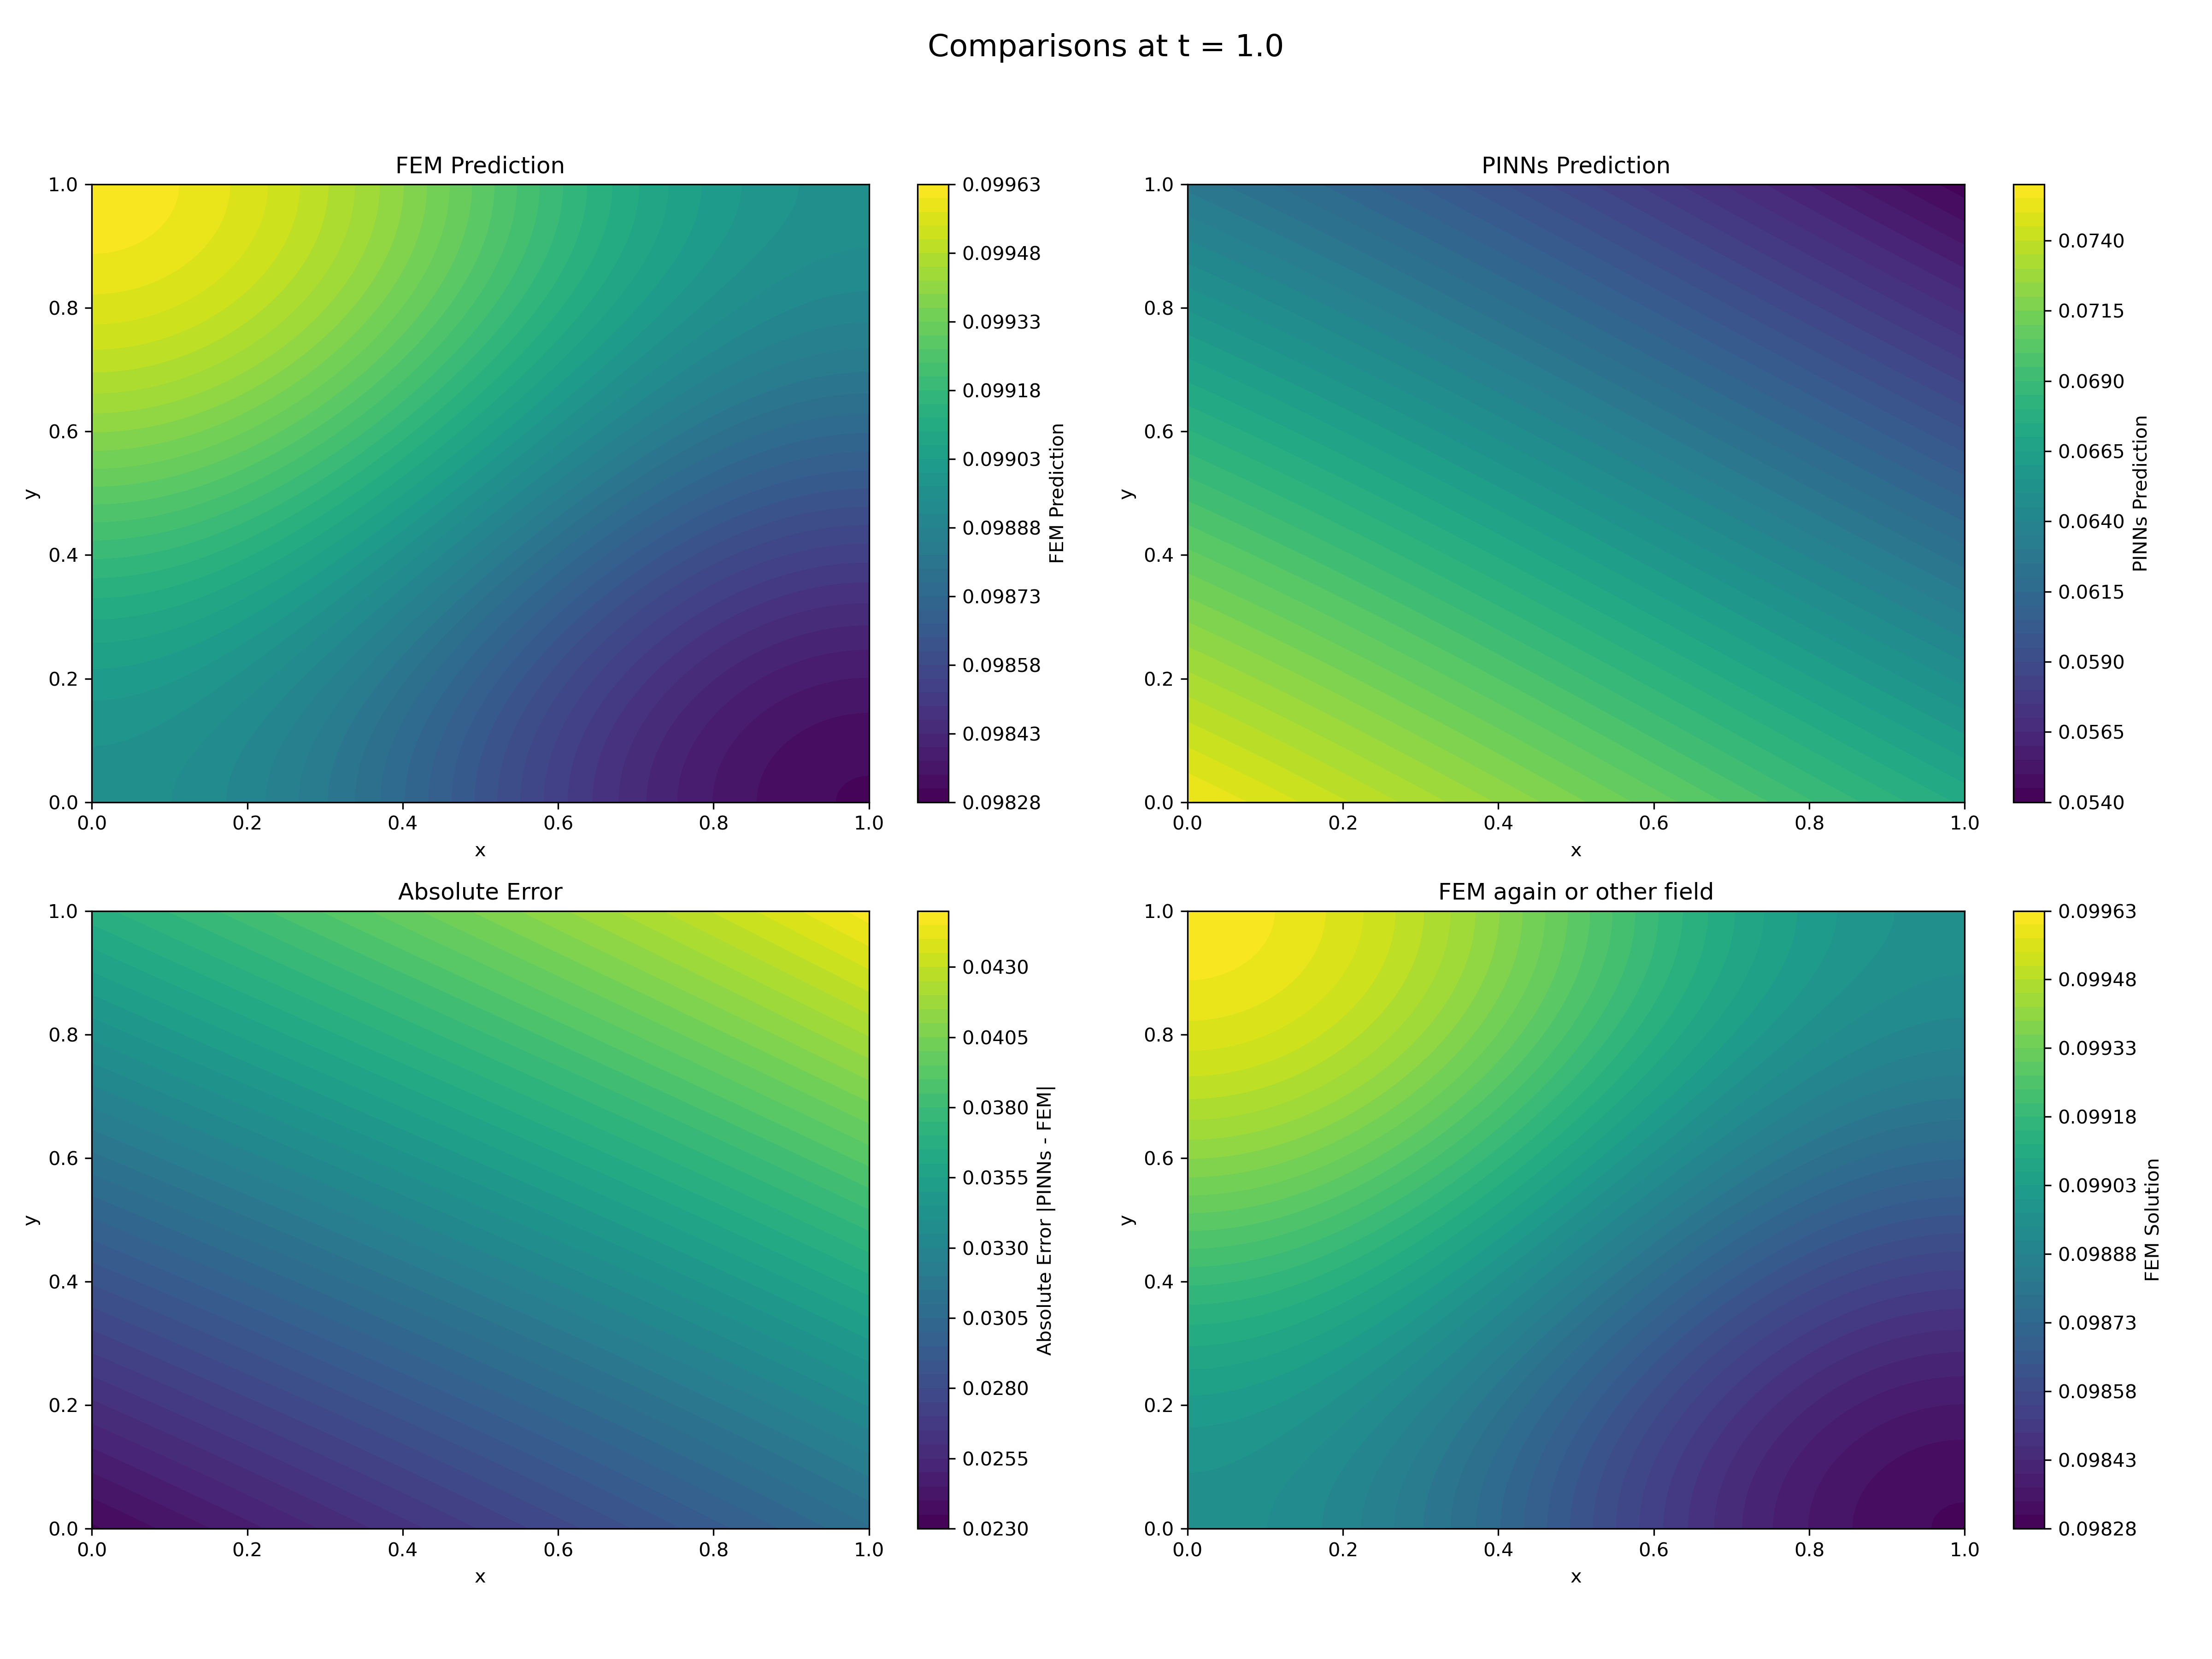 Comparisons at t = 1.0
FEM Prediction
1.0
0.8
0.6
0.4
0.2
0.0
y
0.0 0.2 0.4 0.6 0.8 1.0
x
0.09963
0.09948
0.09933
0.09918
0.09903
0.09888
0.09873
0.09858
0.09843
0.09828
FEM Prediction
PINNs Prediction
1.0
0.8
0.6
0.4
0.2
0.0
y
0.0 0.2 0.4 0.6 0.8 1.0
x
0.0740
0.0715
0.0690
0.0665
0.0640
0.0615
0.0590
0.0565
0.0540
PINNs Prediction
Absolute Error
1.0
0.8
0.6
0.4
0.2
0.0
y
0.0 0.2 0.4 0.6 0.8 1.0
x
0.0430
0.0405
0.0380
0.0355
0.0330
0.0305
0.0280
0.0255
0.0230
Absolute Error |PINNs - FEM|
FEM again or other field
1.0
0.8
0.6
0.4
0.2
0.0
y
0.0 0.2 0.4 0.6 0.8 1.0
x
0.09963
0.09948
0.09933
0.09918
0.09903
0.09888
0.09873
0.09858
0.09843
0.09828
FEM Solution